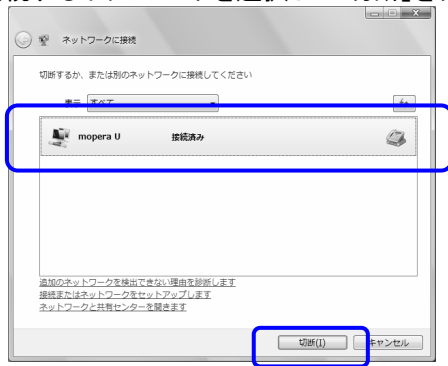 ネットワークに接続
切断するか、または別のネットワークに接続してください
表示 すべて
mopera U 接続済み
追加のネットワークを検出できない理由を診断します
接続またはネットワークをセットアップします
ネットワークと共有センターを開きます
切断(I) キャンセル